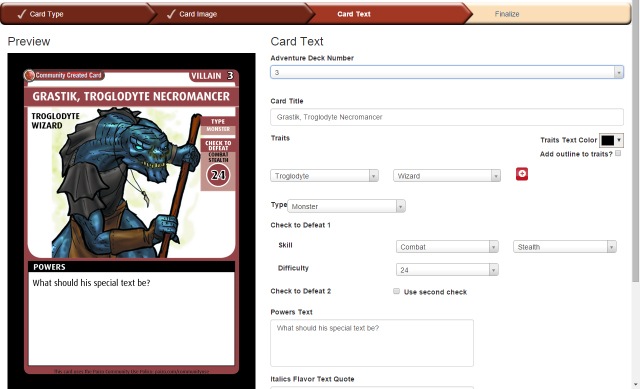 Card Type
Card Image
Card Text
Finalize
Preview
Community Created Card
VILLAIN 3
GRASTIK, TROGLODYTE NECROMANCER
TROGLODYTE
WIZARD
TYPE
MONSTER
CHECK TO
DEFEAT
COMBAT
STEALTH
24
POWERS
What should his special text be?
Card Text
Adventure Deck Number
3
Card Title
Grastik, Troglodyte Necromancer
Traits
Traits Text Color
Add outline to traits?
Troglodyte
Wizard
Type
Monster
Check to Defeat 1
Skill
Combat
Stealth
Difficulty
24
Check to Defeat 2
Use second check
Powers Text
What should his special text be?
Italics Flavor Text Quote